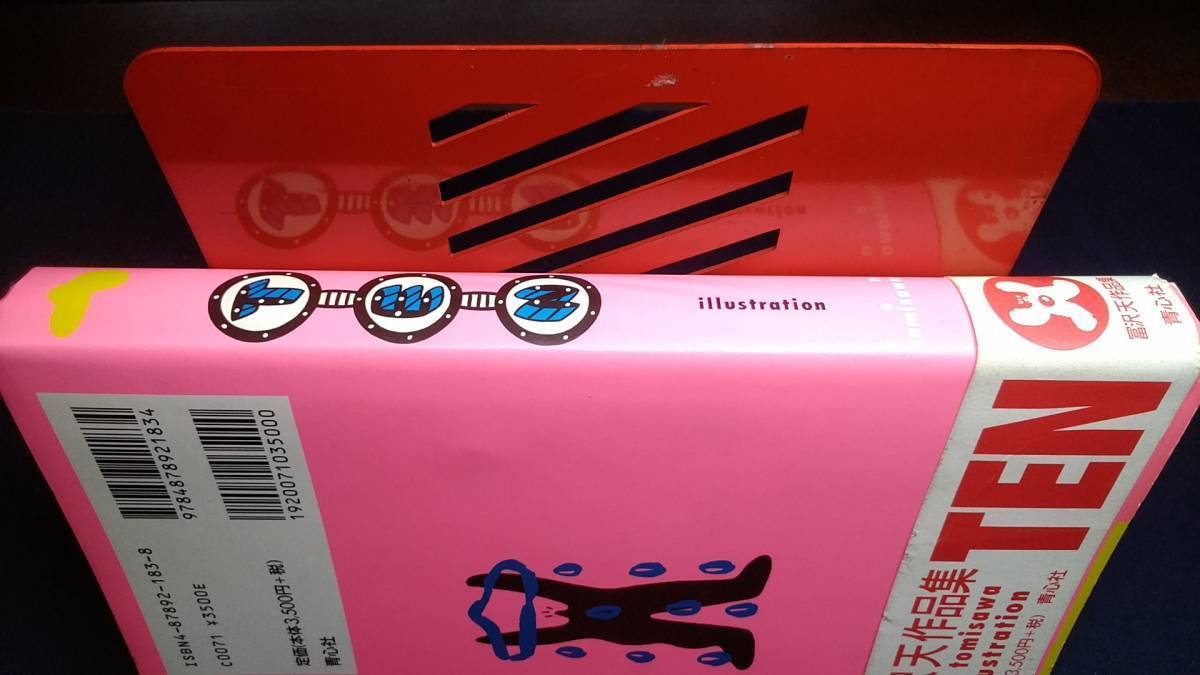 TEN
illustration
tomisawa
富沢天作品集
青心社
9784878921834
1920071035000
ISBN4-87892-183-8
C0071 ¥3500E
定価(本体3,500円+税)
青心社
TEN
天作品集
tomisawa
ustration
3,500円+税) 青心社